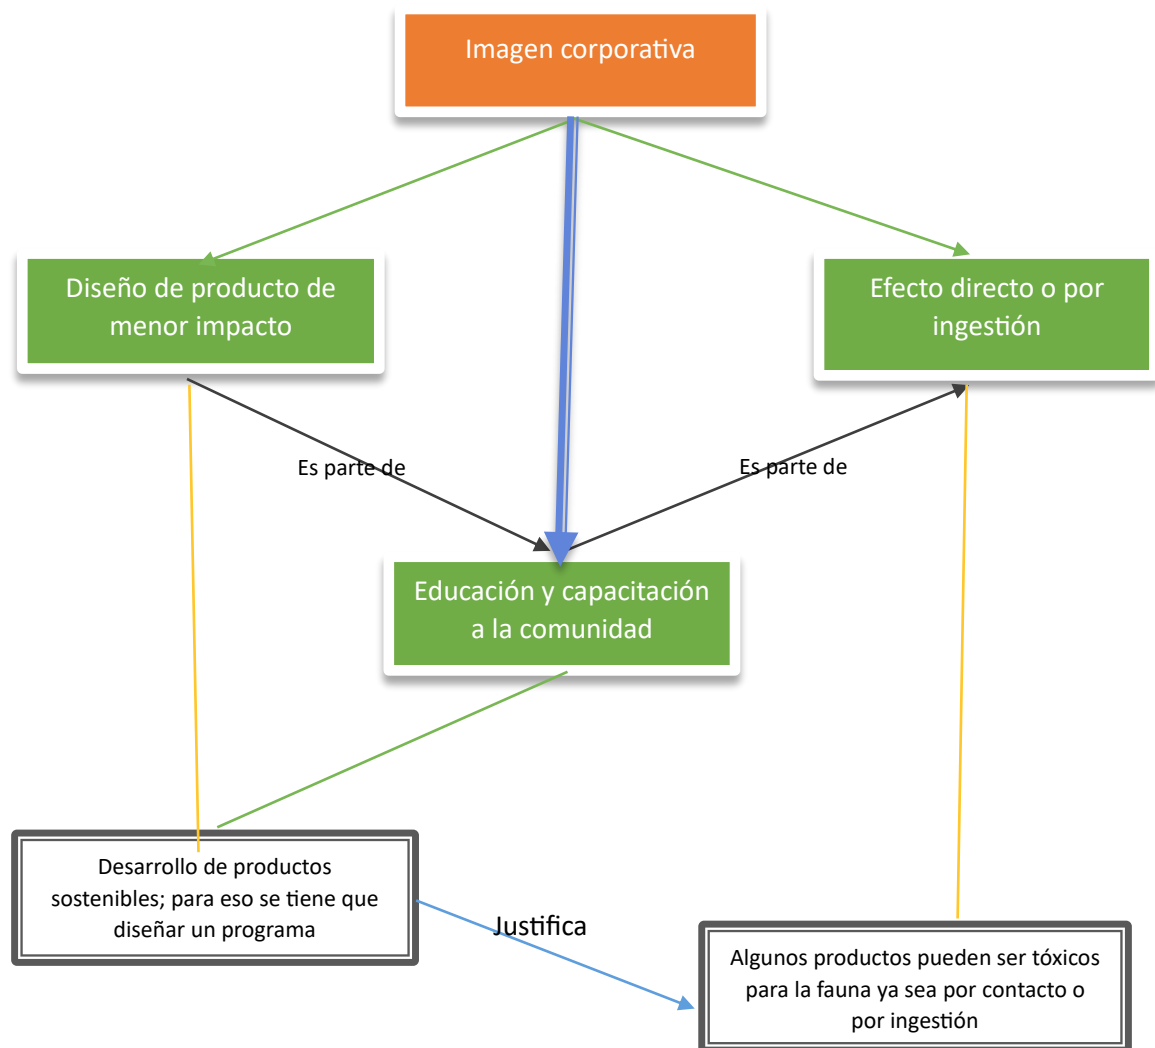 Imagen corporativa
Diseño de producto de
menor impacto
Efecto directo o por
ingestión
Es parte de
Es parte de
Educación y capacitación
a la comunidad
Desarrollo de productos
sostenibles; para eso se tiene que
diseñar un programa
Justifica
Algunos productos pueden ser tóxicos
para la fauna ya sea por contacto o
por ingestión